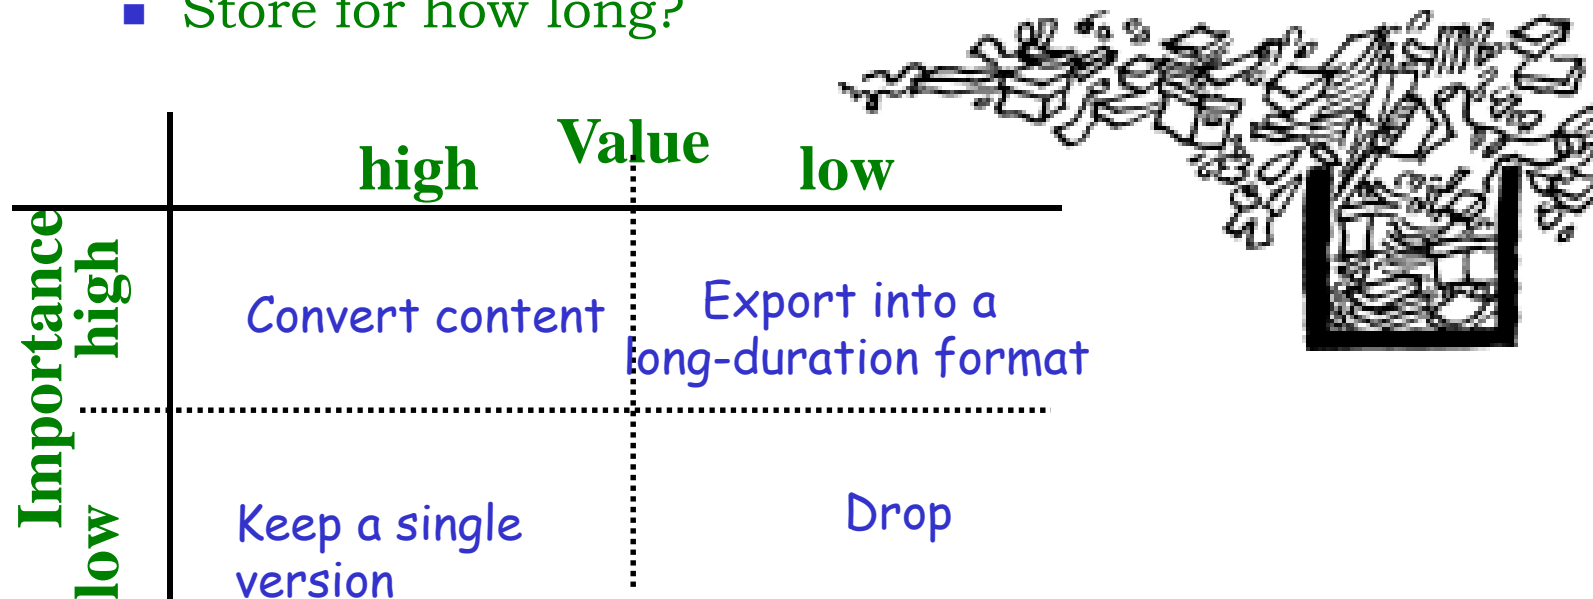 Store for how long?
Value
high low
Importance
high
Convert content
Export into a
long-duration format
low
Keep a single
version
Drop